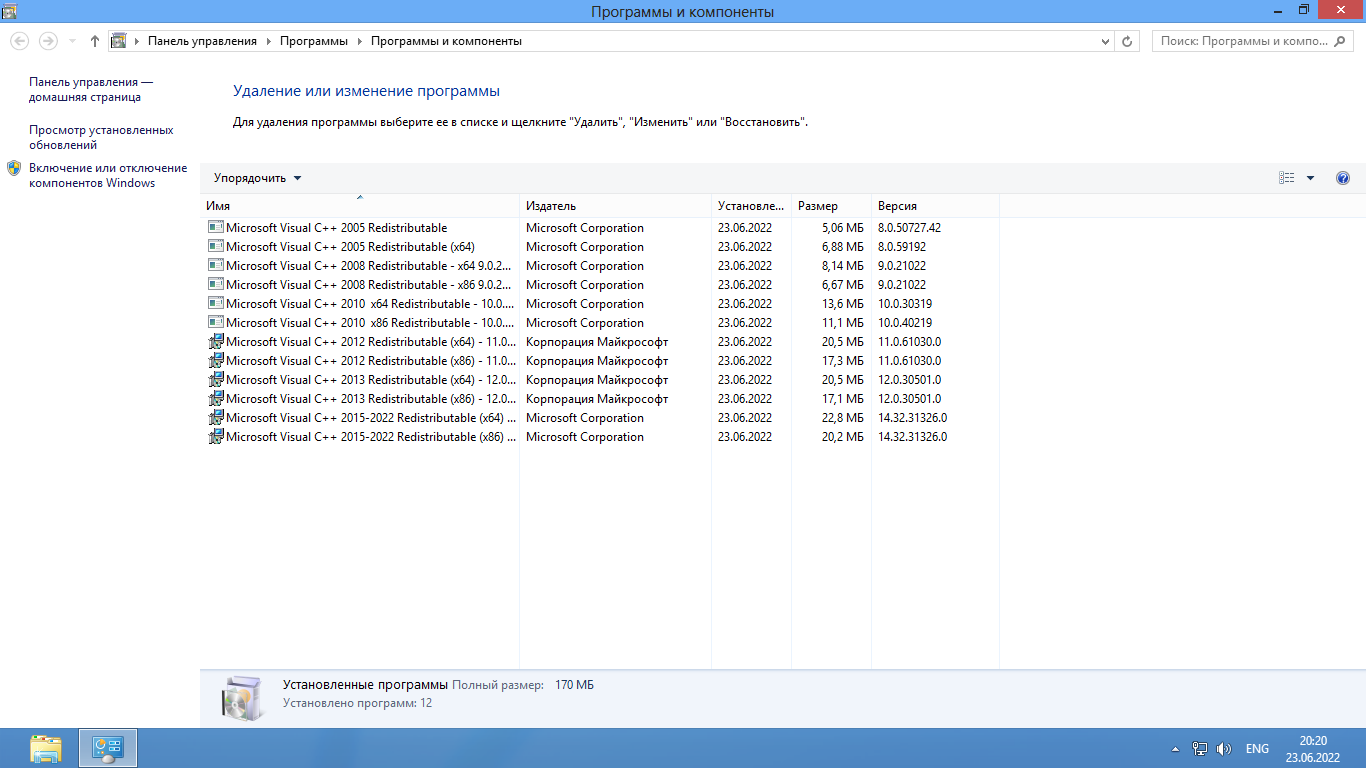 Программы и компоненты
Панель управления Программы Программы и компоненты
Поиск: Программы и компо...
Панель управления —
домашняя страница
Просмотр установленных
обновлений
Включение или отключение
компонентов Windows
Удаление или изменение программы
Для удаления программы выберите ее в списке и щелкните "Удалить", "Изменить" или "Восстановить".
Упорядочить
Имя Издатель Установле... Размер Версия
Microsoft Visual C++ 2005 Redistributable Microsoft Corporation 23.06.2022 5,06 МБ 8.0.50727.42
Microsoft Visual C++ 2005 Redistributable (x64) Microsoft Corporation 23.06.2022 6,88 МБ 8.0.59192
Microsoft Visual C++ 2008 Redistributable - x64 9.0.2... Microsoft Corporation 23.06.2022 8,14 МБ 9.0.21022
Microsoft Visual C++ 2008 Redistributable - x86 9.0.2... Microsoft Corporation 23.06.2022 6,67 МБ 9.0.21022
Microsoft Visual C++ 2010  x64 Redistributable - 10.0.... Microsoft Corporation 23.06.2022 13,6 МБ 10.0.30319
Microsoft Visual C++ 2010  x86 Redistributable - 10.0.... Microsoft Corporation 23.06.2022 11,1 МБ 10.0.40219
Microsoft Visual C++ 2012 Redistributable (x64) - 11.0... Корпорация Майкрософт 23.06.2022 20,5 МБ 11.0.61030.0
Microsoft Visual C++ 2012 Redistributable (x86) - 11.0... Корпорация Майкрософт 23.06.2022 17,3 МБ 11.0.61030.0
Microsoft Visual C++ 2013 Redistributable (x64) - 12.0... Корпорация Майкрософт 23.06.2022 20,5 МБ 12.0.30501.0
Microsoft Visual C++ 2013 Redistributable (x86) - 12.0... Корпорация Майкрософт 23.06.2022 17,1 МБ 12.0.30501.0
Microsoft Visual C++ 2015-2022 Redistributable (x64) ... Microsoft Corporation 23.06.2022 22,8 МБ 14.32.31326.0
Microsoft Visual C++ 2015-2022 Redistributable (x86) ... Microsoft Corporation 23.06.2022 20,2 МБ 14.32.31326.0
Установленные программы Полный размер: 170 МБ
Установлено программ: 12
ENG
20:20
23.06.2022